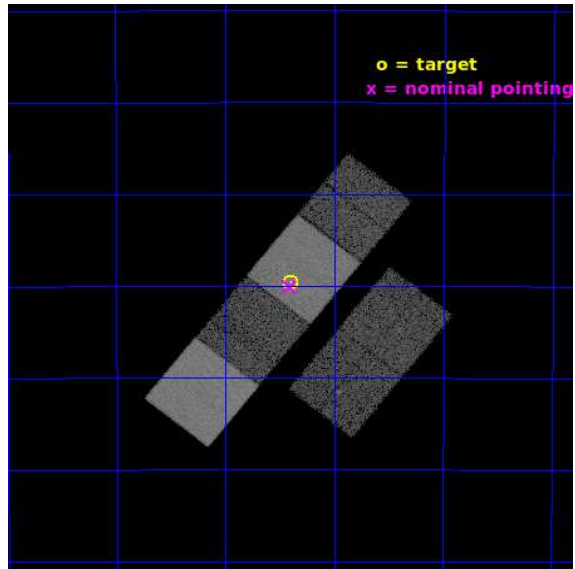 o = target
x = nominal pointing